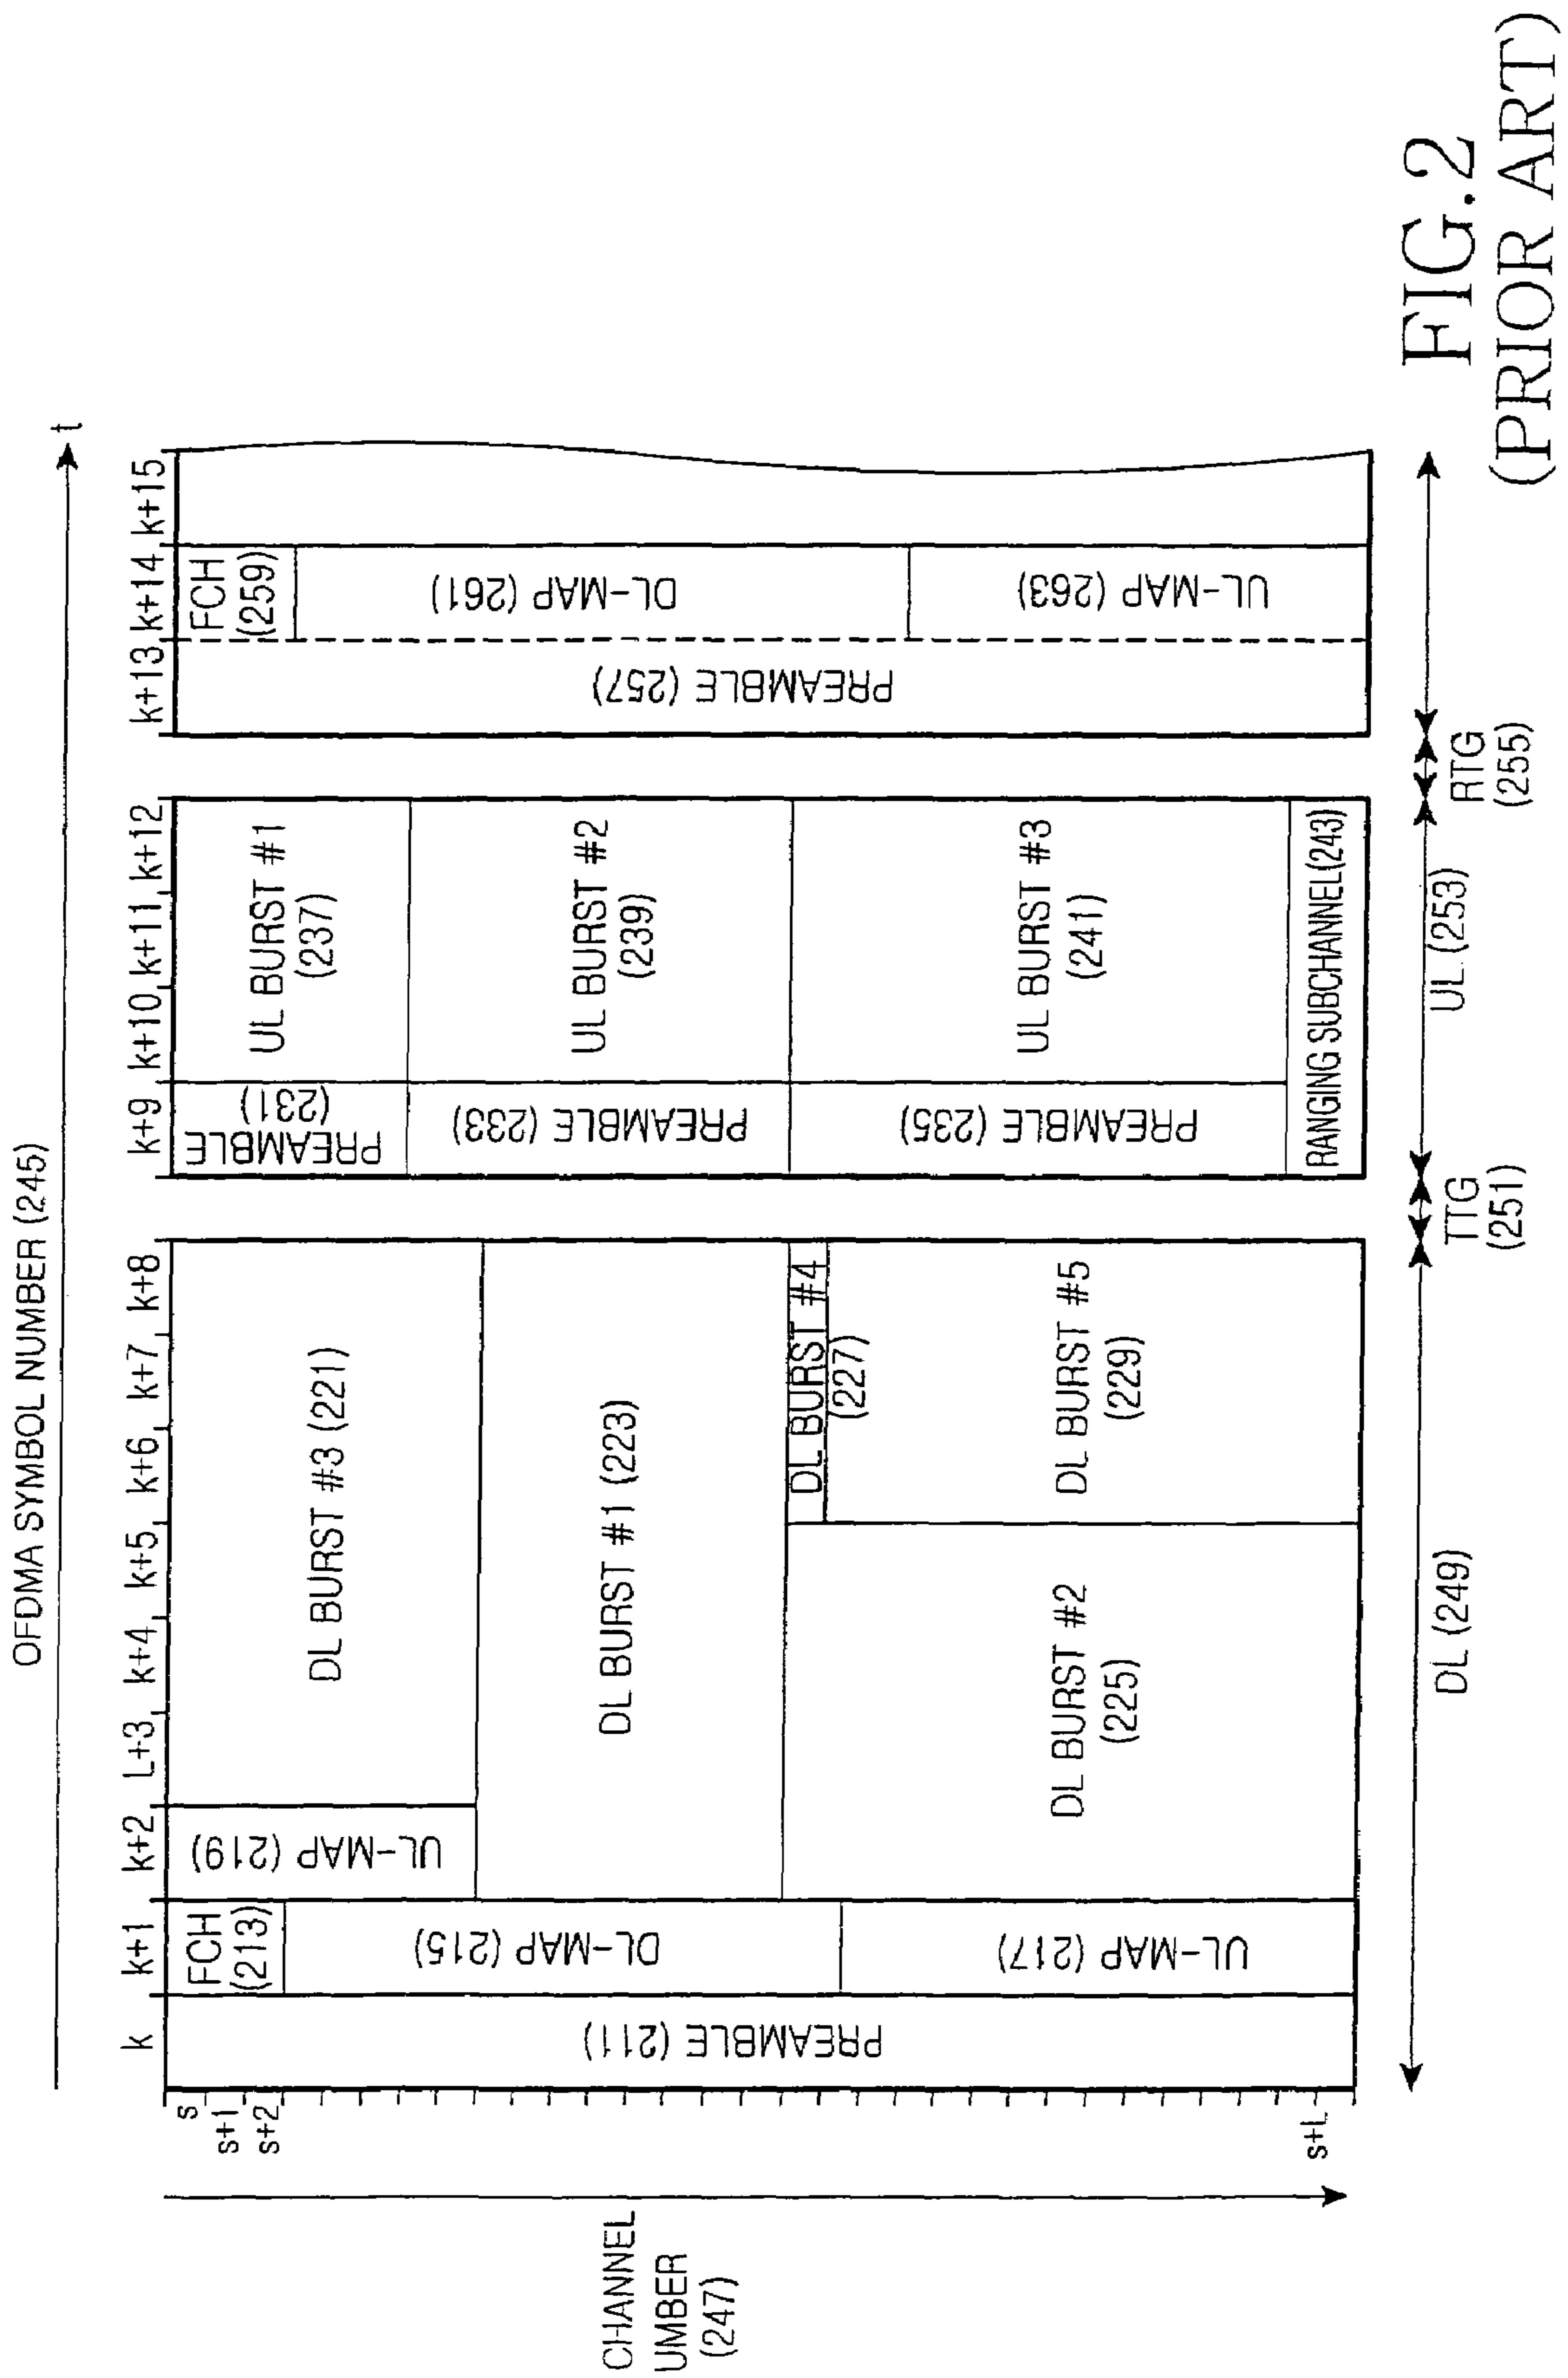 OFDMA SYMBOL NUMBER (245)
t
k
k+1
k+2
L+3
k+4
k+5
k+6
k+7
k+8
k+9
k+10
k+11
k+12
k+13
k+14
k+15
s
s+1
s+2
s+L
CHANNEL
UMBER
(247)
PREAMBLE (211)
FCH
(213)
DL-MAP (215)
UL-MAP (217)
UL-MAP (219)
DL BURST #3 (221)
DL BURST #1 (223)
DL BURST #2
(225)
DL BURST #4
(227)
DL BURST #5
(229)
PREAMBLE
(231)
PREAMBLE (233)
PREAMBLE (235)
UL BURST #1
(237)
UL BURST #2
(239)
UL BURST #3
(241)
RANGING SUBCHANNEL(243)
PREAMBLE (257)
FCH
(259)
DL-MAP (261)
UL-MAP (263)
DL (249)
TTG
(251)
UL (253)
RTG
(255)
FIG.2
(PRIOR ART)